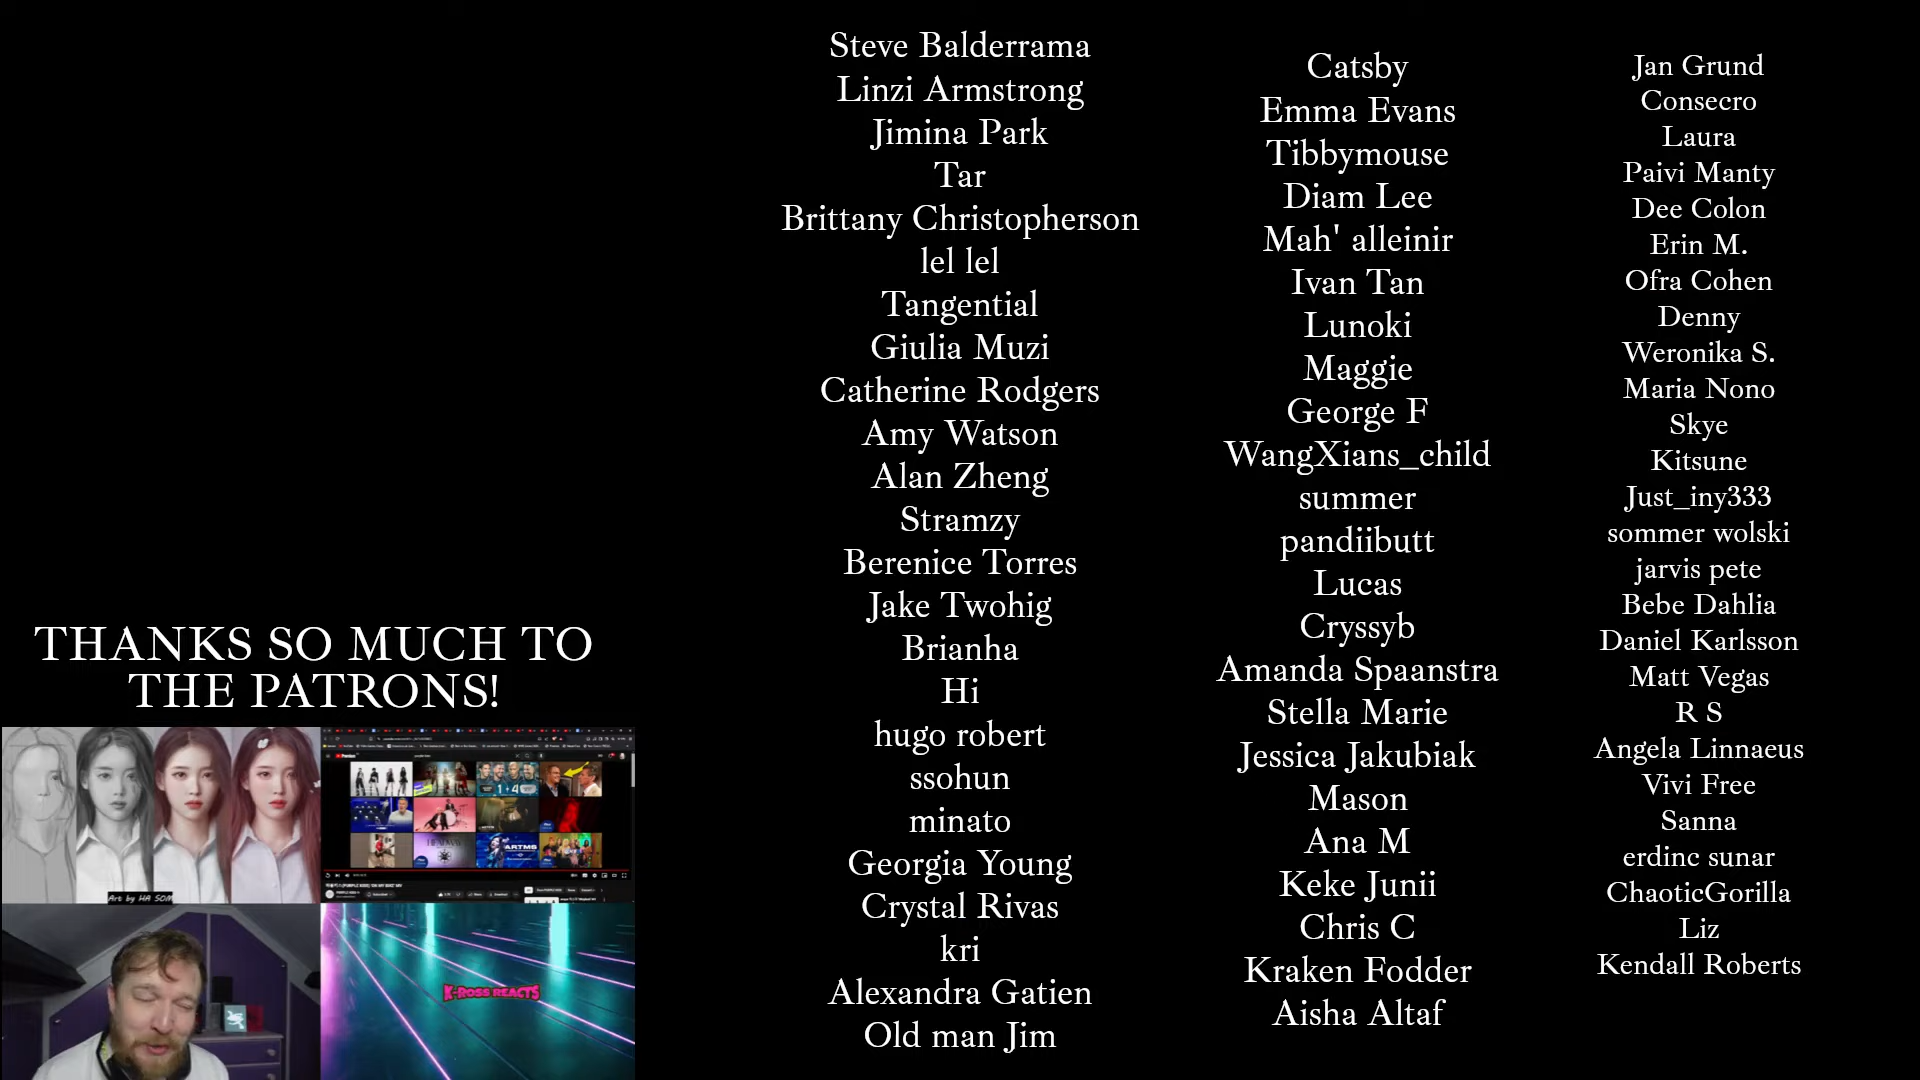 Steve Balderrama
Linzi Armstrong
Jimina Park
Tar
Brittany Christopherson
lel lel
Tangential
Giulia Muzi
Catherine Rodgers
Amy Watson
Alan Zheng
Stramzy
Berenice Torres
Jake Twohig
Brianha
Hi
hugo robert
ssohun
minato
Georgia Young
Crystal Rivas
kri
Alexandra Gatien
Old man Jim
Catsby
Emma Evans
Tibbymouse
Diam Lee
Mah' alleinir
Ivan Tan
Lunoki
Maggie
George F
WangXians_child
summer
pandiibutt
Lucas
Cryssyb
Amanda Spaanstra
Stella Marie
Jessica Jakubiak
Mason
Ana M
Keke Junii
Chris C
Kraken Fodder
Aisha Altaf
Jan Grund
Consecro
Laura
Paivi Manty
Dee Colon
Erin M.
Ofra Cohen
Denny
Weronika S.
Maria Nono
Skye
Kitsune
Just_iny333
sommer wolski
jarvis pete
Bebe Dahlia
Daniel Karlsson
Matt Vegas
R S
Angela Linnaeus
Vivi Free
Sanna
erdinc sunar
ChaoticGorilla
Liz
Kendall Roberts
THANKS SO MUCH TO
THE PATRONS!
Art by HA SOM
1+4
ARTMS
K-ROSS REACTS